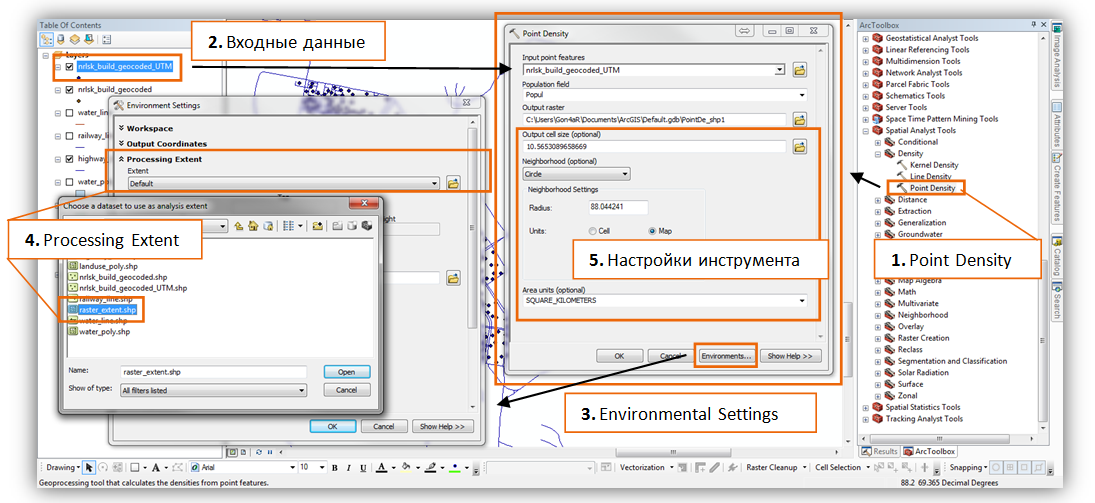 Table Of Contents
Layers
nrlsk_build_geocoded_UTM
nrlsk_build_geocoded
water_lin
railway_li
highway_
water_po
2. Входные данные
Environment Settings
Workspace
Output Coordinates
Processing Extent
Extent
Default
ight
OK
Cancel
Show Help >>
Choose a dataset to use as analysis extent
4. Processing Extent
landuse_poly.shp
nrlsk_build_geocoded.shp
nrlsk_build_geocoded_UTM.shp
railway_line.shp
raster_extent.shp
water_line.shp
water_poly.shp
Name:
raster_extent.shp
Open
Show of type:
All filters listed
Cancel
Point Density
Input point features
nrlsk_build_geocoded_UTM
Population field
Popul
Output raster
C:\Users\Gor4aR\Documents\ArcGIS\Default.gdb\PointDe_shp1
Output cell size (optional)
10.5653089658669
Neighborhood (optional)
Circle
Neighborhood Settings
Radius:
88.044241
Units:
Cell
Map
5. Настройки инструмента
Area units (optional)
SQUARE_KILOMETERS
OK
Cancel
Environments...
Show Help >>
3. Environmental Settings
ArcToolbox
Geostatistical Analyst Tools
Linear Referencing Tools
Multidimension Tools
Network Analyst Tools
Parcel Fabric Tools
Schematics Tools
Server Tools
Space Time Pattern Mining Tools
Spatial Analyst Tools
Conditional
Density
Kernel Density
Line Density
Point Density
Distance
Extraction
Generalization
Groundwater
1. Point Density
Map Algebra
Math
Multivariate
Neighborhood
Overlay
Raster Creation
Reclass
Segmentation and Classification
Solar Radiation
Surface
Zonal
Spatial Statistics Tools
Tracking Analyst Tools
Results
ArcToolbox
Image Analysis
Attributes
Create Features
Catalog
Search
Drawing
Arial
10
B
I
U
A
Vectorization
Raster Cleanup
Cell Selection
Snapping
Geoprocessing tool that calculates the densities from point features.
88.2 69.365 Decimal Degrees